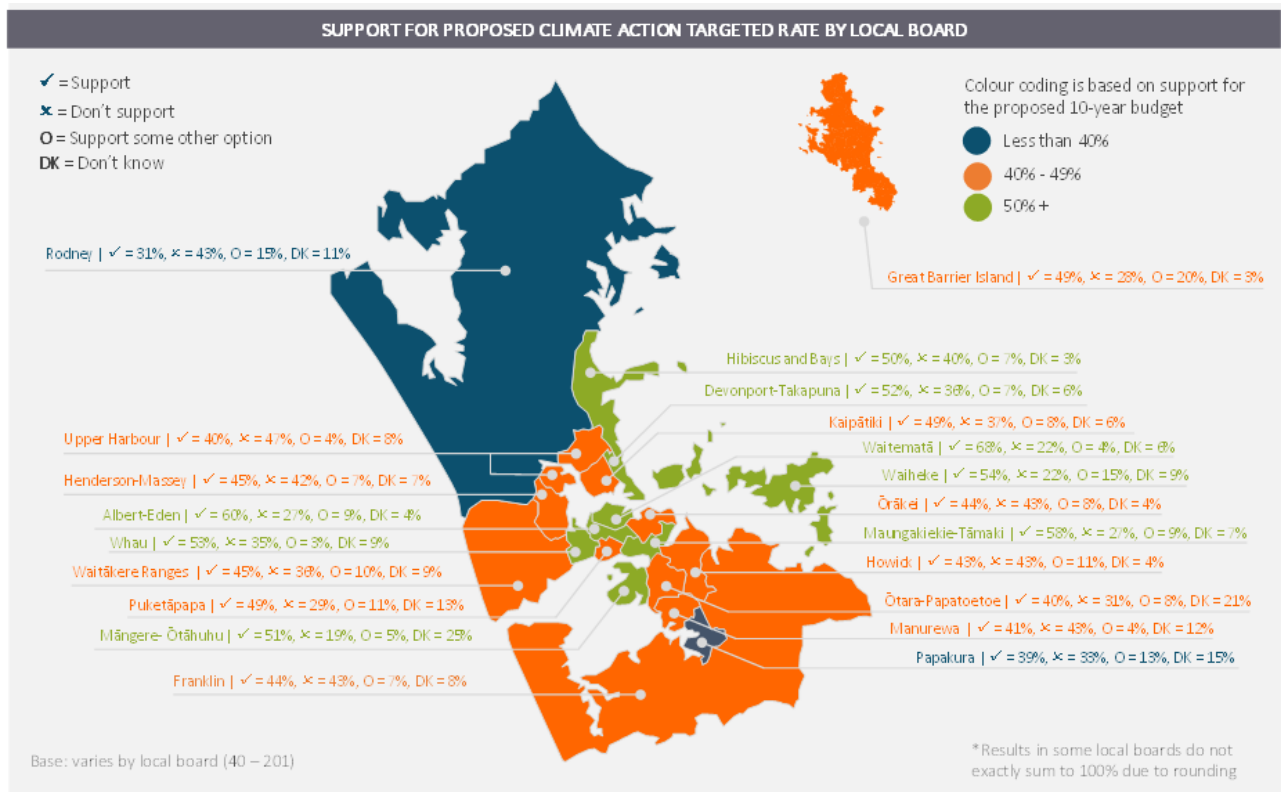 SUPPORT FOR PROPOSED CLIMATE ACTION TARGETED RATE BY LOCAL BOARD
✓ = Support
× = Don't support
O = Support some other option
DK = Don't know
Colour coding is based on support for
the proposed 10-year budget
Less than 40%
40% - 49%
50% +
Rodney | ✓ = 31%, × = 43%, O = 15%, DK = 11%
Great Barrier Island | ✓ = 49%, × = 28%, O = 20%, DK = 3%
Hibiscus and Bays | ✓ = 50%, × = 40%, O = 7%, DK = 3%
Devonport-Takapuna | ✓ = 52%, × = 36%, O = 7%, DK = 6%
Kaipātiki | ✓ = 49%, × = 37%, O = 8%, DK = 6%
Waitematā | ✓ = 68%, × = 22%, O = 4%, DK = 6%
Waiheke | ✓ = 54%, × = 22%, O = 15%, DK = 9%
Ōrākei | ✓ = 44%, × = 43%, O = 8%, DK = 4%
Maungakiekie-Tāmaki | ✓ = 58%, × = 27%, O = 9%, DK = 7%
Howick | ✓ = 43%, × = 43%, O = 11%, DK = 4%
Ōtara-Papatoetoe | ✓ = 40%, × = 31%, O = 8%, DK = 21%
Manurewa | ✓ = 41%, × = 43%, O = 4%, DK = 12%
Papakura | ✓ = 39%, × = 33%, O = 13%, DK = 15%
Upper Harbour | ✓ = 40%, × = 47%, O = 4%, DK = 8%
Henderson-Massey | ✓ = 45%, × = 42%, O = 7%, DK = 7%
Albert-Eden | ✓ = 60%, × = 27%, O = 9%, DK = 4%
Whau | ✓ = 53%, × = 35%, O = 3%, DK = 9%
Waitākere Ranges | ✓ = 45%, × = 36%, O = 10%, DK = 9%
Puketāpapa | ✓ = 49%, × = 29%, O = 11%, DK = 13%
Māngere- Ōtāhuhu | ✓ = 51%, × = 19%, O = 5%, DK = 25%
Franklin | ✓ = 44%, × = 43%, O = 7%, DK = 8%
Base: varies by local board (40 – 201)
*Results in some local boards do not
exactly sum to 100% due to rounding